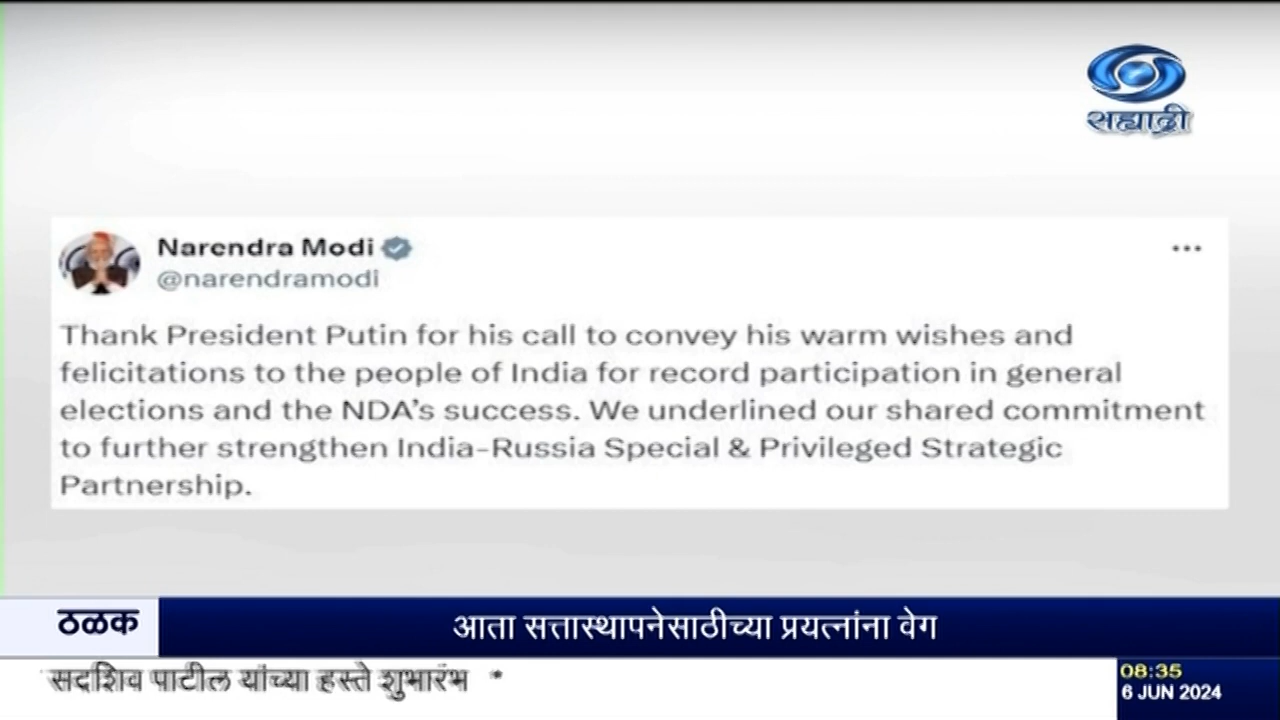 सह्याद्री
Narendra Modi
@narendramodi
Thank President Putin for his call to convey his warm wishes and
felicitations to the people of India for record participation in general
elections and the NDA's success. We underlined our shared commitment
to further strengthen India-Russia Special & Privileged Strategic
Partnership.
ठळक
आता सत्तास्थापनेसाठीच्या प्रयत्नांना वेग
सदाशिव पाटील यांच्या हस्ते शुभारंभ *
08:35
6 JUN 2024